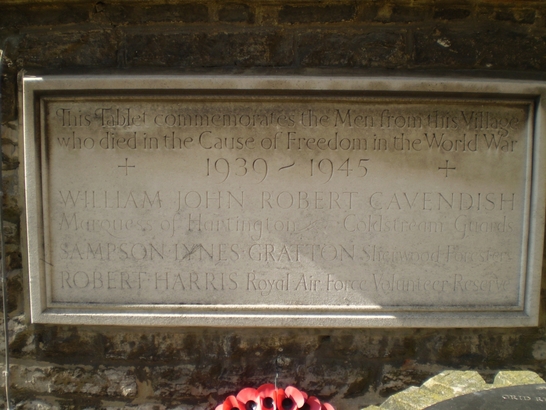 This Tablet commemorates the Men from this Village
who died in the Cause of Freedom in the World War
+ 1939 ~ 1945 +
WILLIAM JOHN ROBERT CAVENDISH
Marquess of Hartington Coldstream Guards
SAMPSON LYNES GRATTON Sherwood Foresters
ROBERT HARRIS Royal Air Force Volunteer Reserve